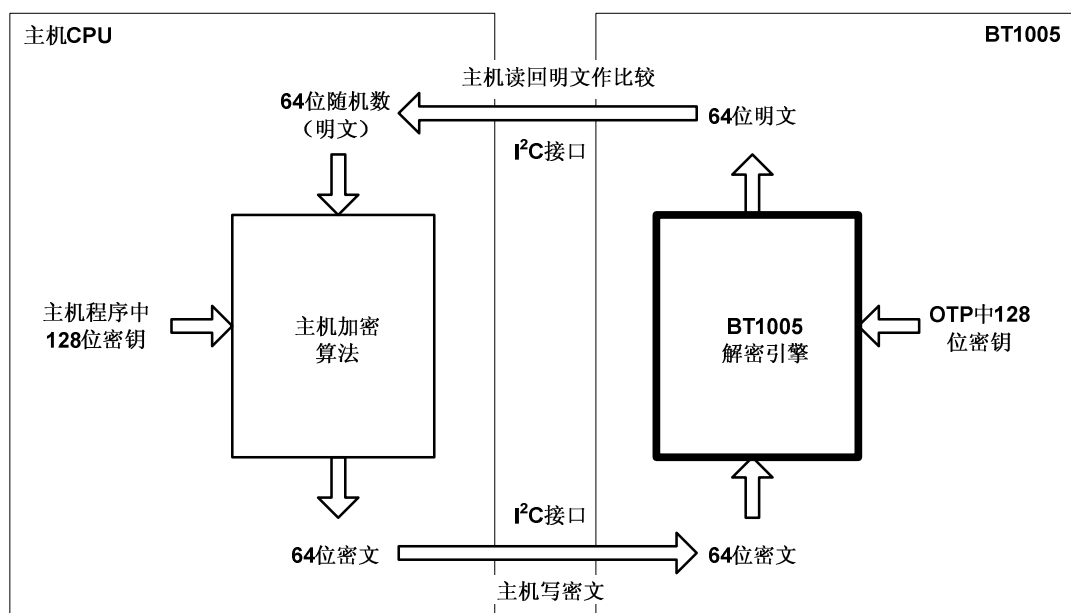 主机CPU
BT1005
主机读回明文作比较
64位随机数
（明文）
64位明文
I²C接口
主机程序中
128位密钥
主机加密
算法
BT1005
解密引擎
OTP中128
位密钥
I²C接口
64位密文
64位密文
主机写密文